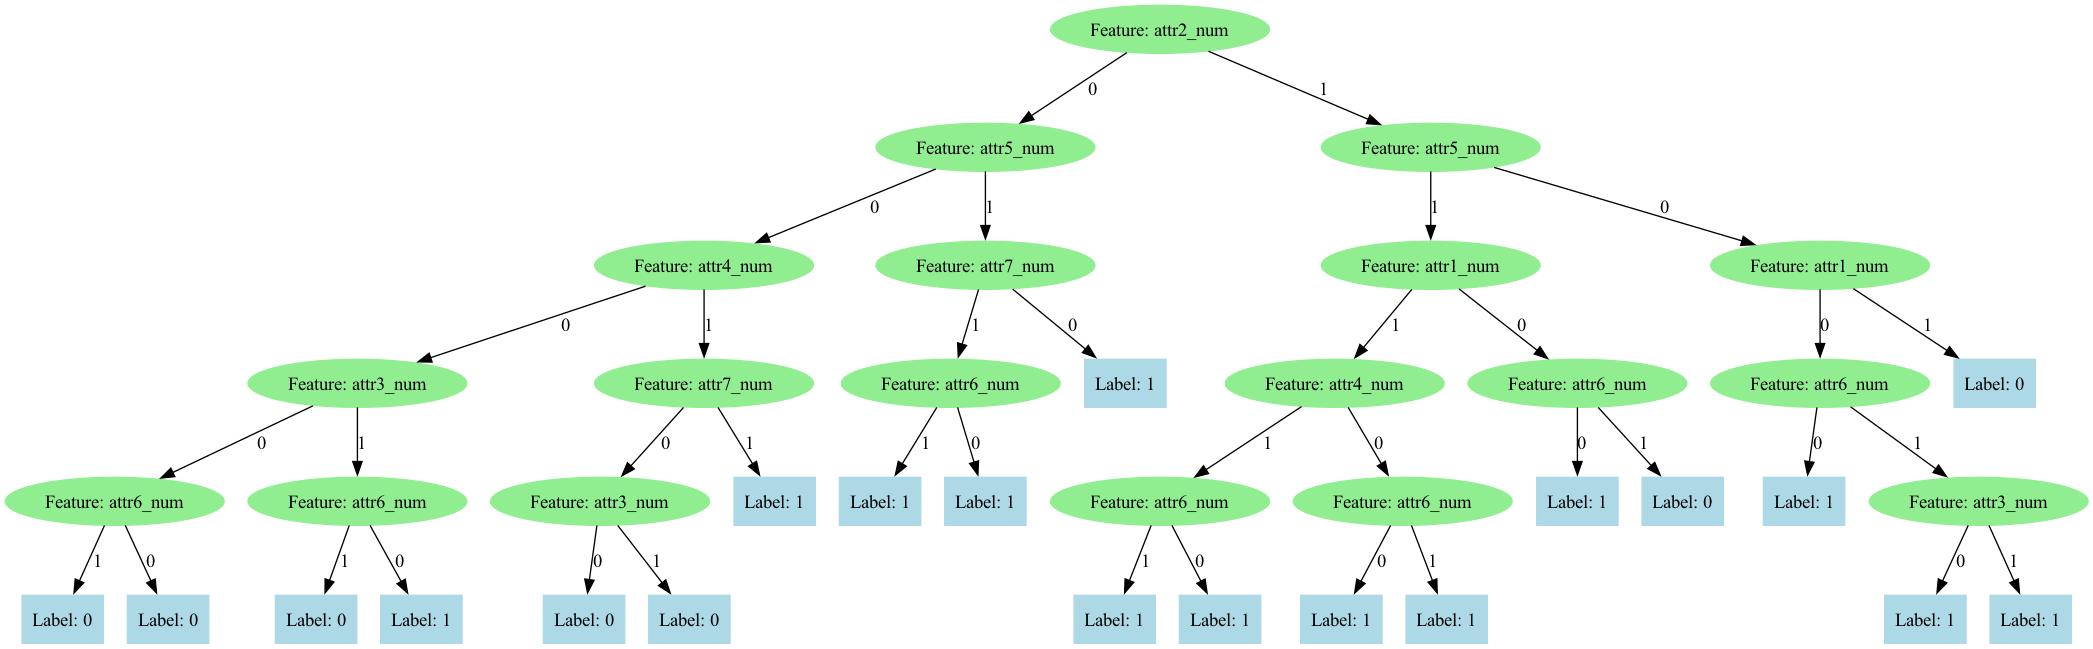 Feature: attr2_num
0
1
Feature: attr5_num
Feature: attr5_num
0
1
1
0
Feature: attr4_num
Feature: attr7_num
Feature: attr1_num
Feature: attr1_num
0
1
1
0
1
0
0
1
Feature: attr3_num
Feature: attr7_num
Feature: attr6_num
Label: 1
Feature: attr4_num
Feature: attr6_num
Feature: attr6_num
Label: 0
0
1
0
1
1
0
1
0
0
1
0
1
Feature: attr6_num
Feature: attr6_num
Feature: attr3_num
Label: 1
Label: 1
Label: 1
Feature: attr6_num
Feature: attr6_num
Label: 1
Label: 0
Label: 1
Feature: attr3_num
1
0
1
0
0
1
1
0
0
1
0
1
Label: 0
Label: 0
Label: 0
Label: 1
Label: 0
Label: 0
Label: 1
Label: 1
Label: 1
Label: 1
Label: 1
Label: 1